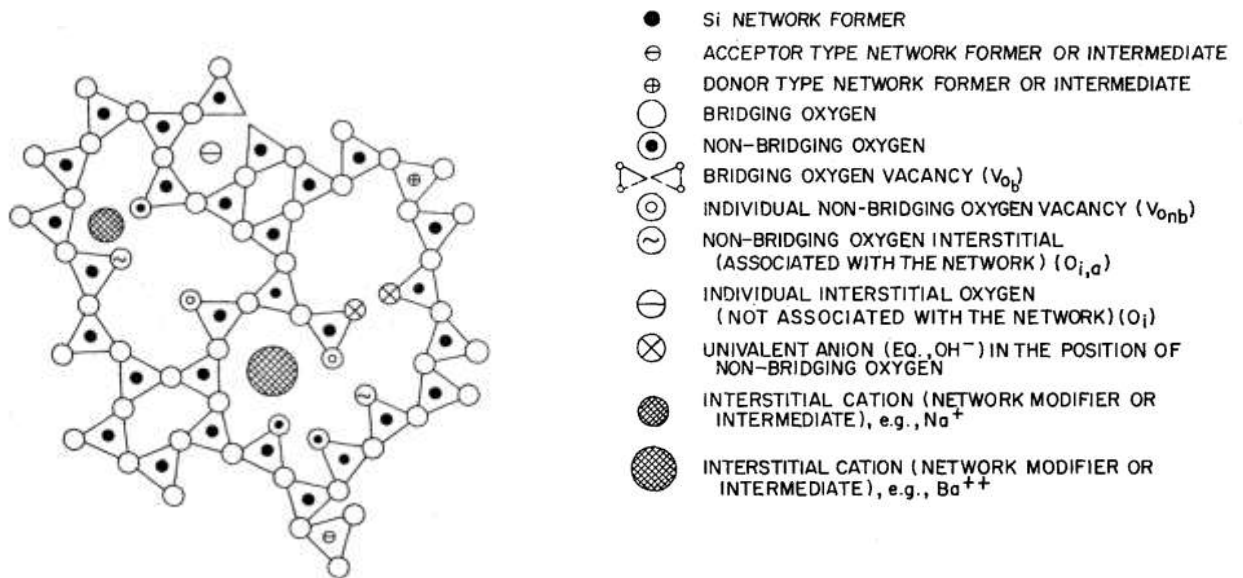 Si NETWORK FORMER
ACCEPTOR TYPE NETWORK FORMER OR INTERMEDIATE
DONOR TYPE NETWORK FORMER OR INTERMEDIATE
BRIDGING OXYGEN
NON-BRIDGING OXYGEN
BRIDGING OXYGEN VACANCY (VOb)
INDIVIDUAL NON-BRIDGING OXYGEN VACANCY (VOnb)
NON-BRIDGING OXYGEN INTERSTITIAL
(ASSOCIATED WITH THE NETWORK) (Oi,a)
INDIVIDUAL INTERSTITIAL OXYGEN
(NOT ASSOCIATED WITH THE NETWORK) (Oi)
UNIVALENT ANION (EQ., OH−) IN THE POSITION OF
NON-BRIDGING OXYGEN
INTERSTITIAL CATION (NETWORK MODIFIER OR
INTERMEDIATE), e.g., Na+
INTERSTITIAL CATION (NETWORK MODIFIER OR
INTERMEDIATE), e.g., Ba++